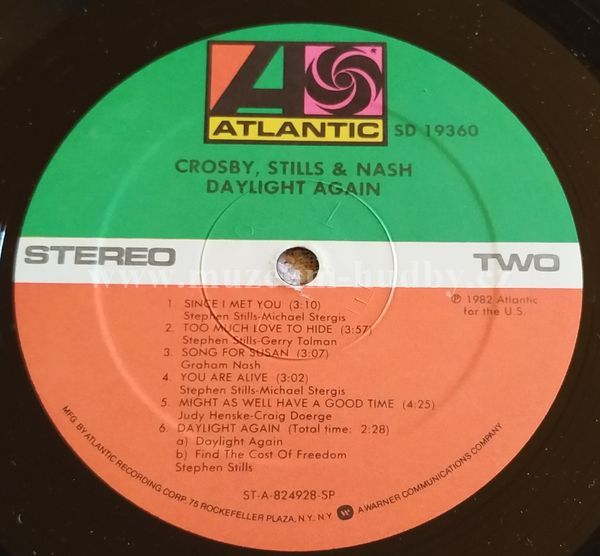 ATLANTIC
SD 19360
CROSBY, STILLS & NASH
DAYLIGHT AGAIN
STEREO
TWO
www.muzeum-hudby.cz
℗ 1982 Atlantic
for the U.S.
1. SINCE I MET YOU (3:10)
Stephen Stills-Michael Stergis
2. TOO MUCH LOVE TO HIDE (3:57)
Stephen Stills-Gerry Tolman
3. SONG FOR SUSAN (3:07)
Graham Nash
4. YOU ARE ALIVE (3:02)
Stephen Stills-Michael Stergis
5. MIGHT AS WELL HAVE A GOOD TIME (4:25)
Judy Henske-Craig Doerge
6. DAYLIGHT AGAIN (Total time: 2:28)
a) Daylight Again
b) Find The Cost Of Freedom
Stephen Stills
ST-A-824928-SP
MFG BY ATLANTIC RECORDING CORP. 75 ROCKEFELLER PLAZA, N.Y., N.Y. A WARNER COMMUNICATIONS COMPANY